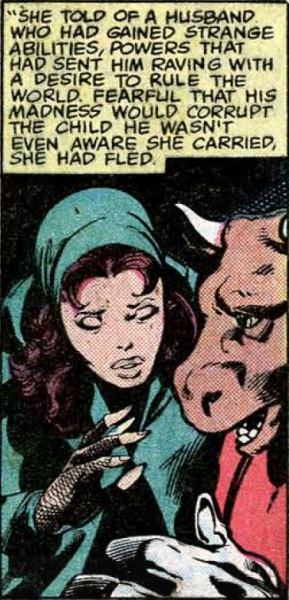 "SHE TOLD OF A HUSBAND
WHO HAD GAINED STRANGE
ABILITIES, POWERS THAT
HAD SENT HIM RAVING WITH
A DESIRE TO RULE THE
WORLD. FEARFUL THAT HIS
MADNESS WOULD CORRUPT
THE CHILD HE WASN'T
EVEN AWARE SHE CARRIED,
SHE HAD FLED.